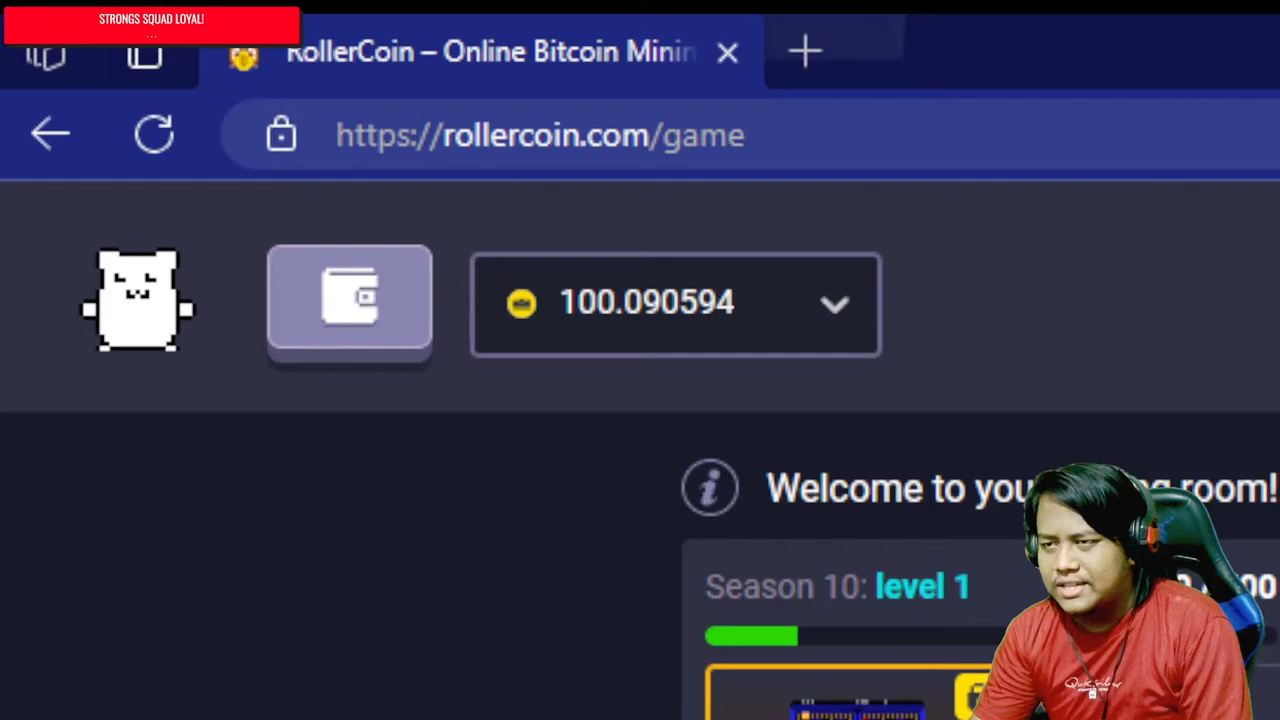 STRONGS SQUAD LOYAL!
...
RollerCoin – Online Bitcoin Minin
https://rollercoin.com/game
100.090594
Welcome to you room!
Season 10: level 1
Quiksilver